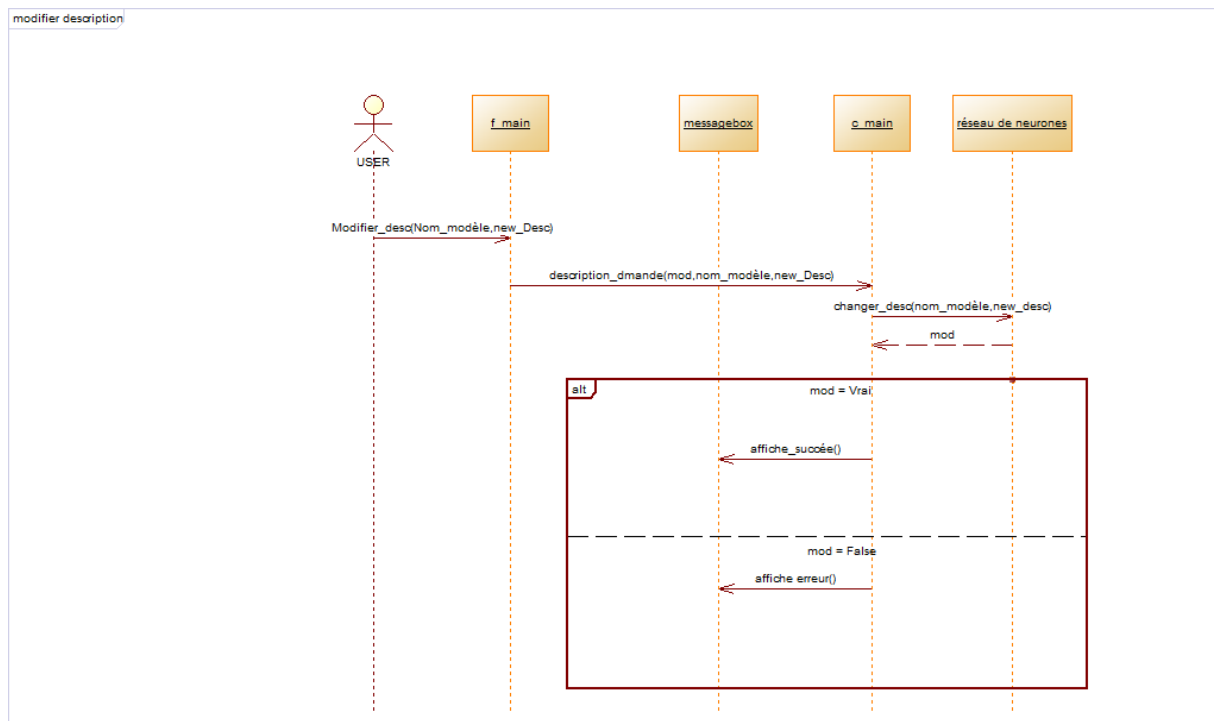 modifier description
f_main
messagebox
c_main
réseau de neurones
USER
Modifier_desc(Nom_modèle,new_Desc)
description_dmande(mod,nom_modèle,new_Desc)
changer_desc(nom_modèle,new_desc)
mod
alt
mod = Vrai
affiche_succée()
mod = False
affiche erreur()